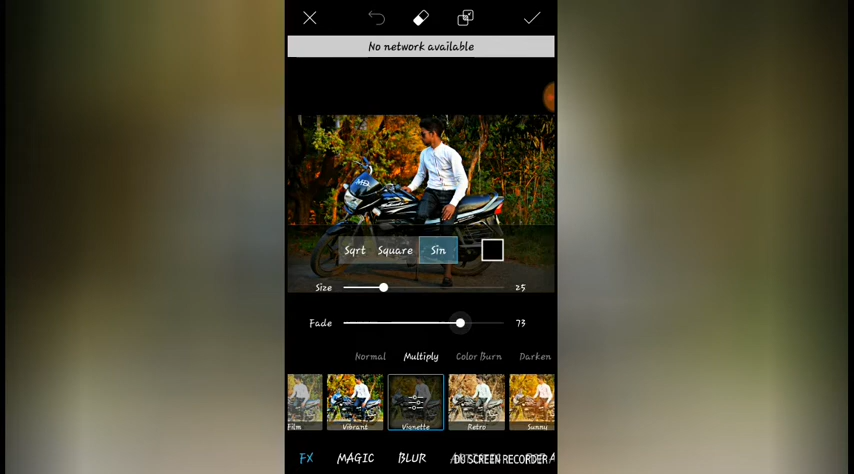 No network available
MD
Sqrt Square Sin
Size 25
Fade 73
Normal Multiply Color Burn Darken
Film Vibrant Vignette Retro Sunny
FX MAGIC BLUR
DU SCREEN RECORDER